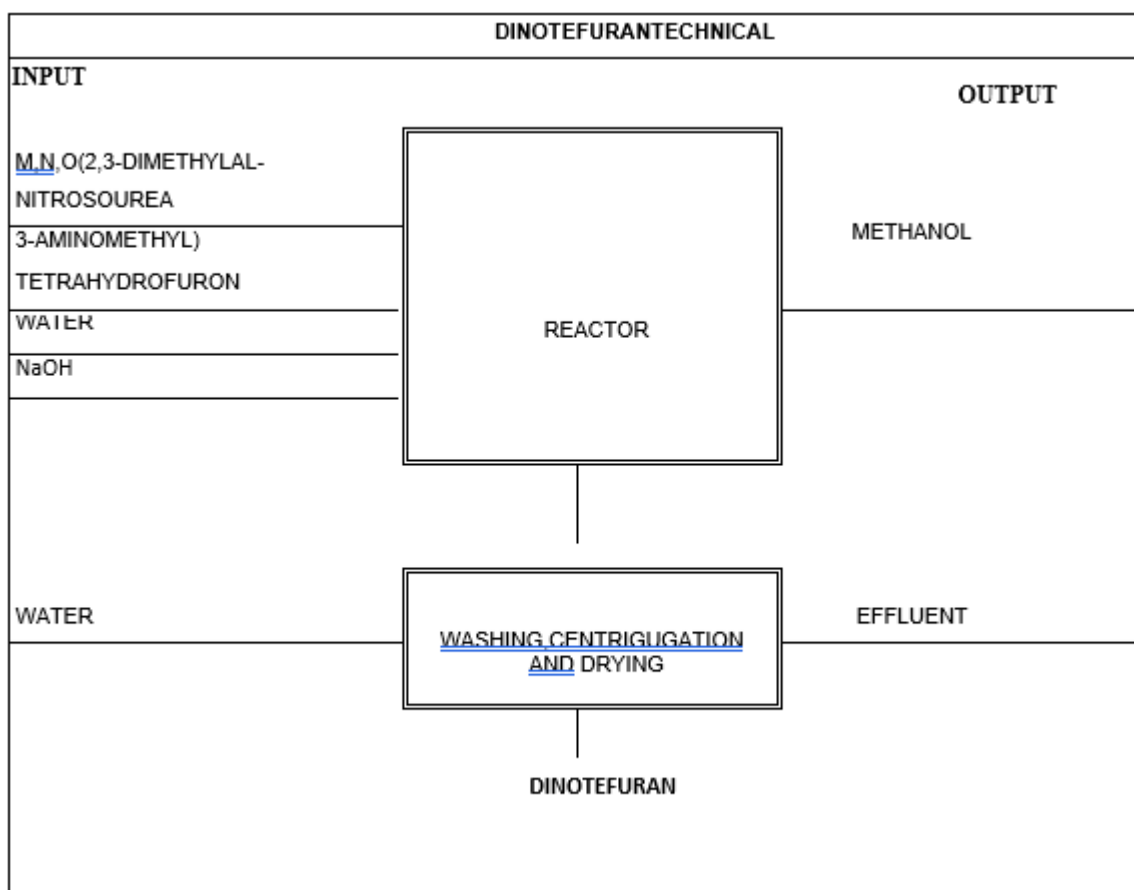 DINOTEFURANTECHNICAL
INPUT
OUTPUT
M,N,O(2,3-DIMETHYLAL-
NITROSOUREA
3-AMINOMETHYL)
TETRAHYDROFURON
METHANOL
WATER
NaOH
REACTOR
WATER
WASHING,CENTRIGUGATION
AND DRYING
EFFLUENT
DINOTEFURAN